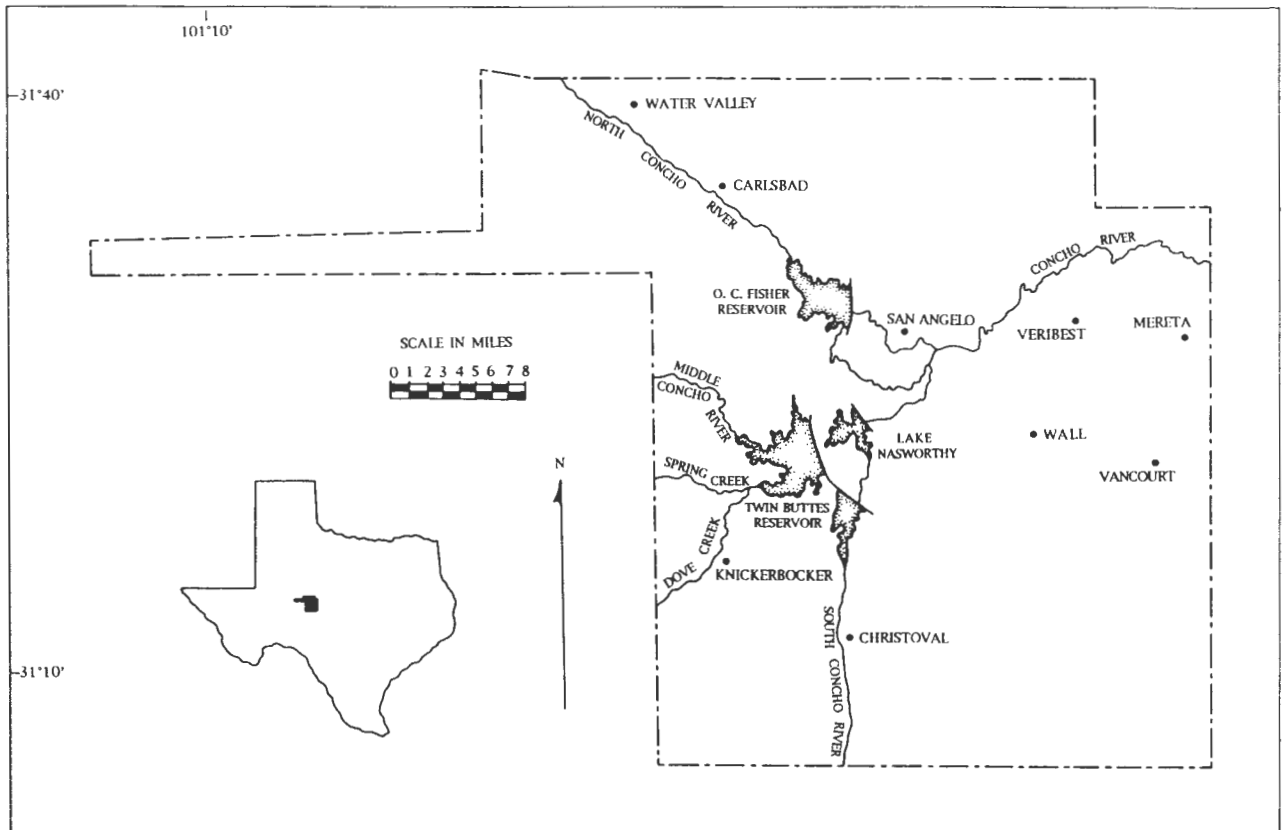 101°10'
31°40'
WATER VALLEY
NORTH CONCHO RIVER
CARLSBAD
CONCHO RIVER
O. C. FISHER
RESERVOIR
SAN ANGELO
VERIBEST
MERETA
SCALE IN MILES
0 1 2 3 4 5 6 7 8
MIDDLE
CONCHO
RIVER
LAKE
NASWORTHY
WALL
VANCOURT
SPRING CREEK
N
TWIN BUTTES
RESERVOIR
DOVE CREEK
KNICKERBOCKER
SOUTH CONCHO RIVER
CHRISTOVAL
31°10'